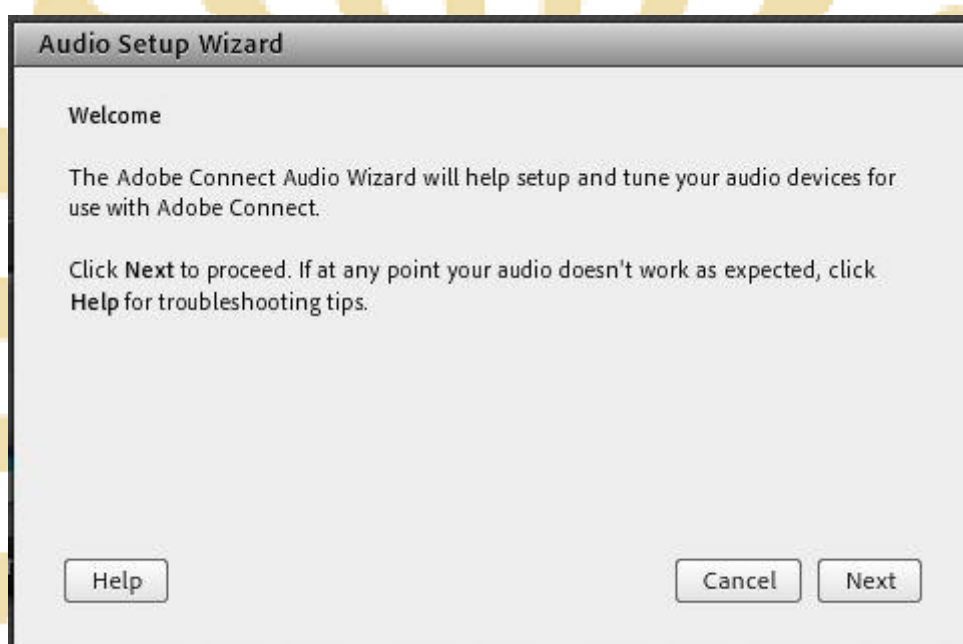 Audio Setup Wizard
Welcome
The Adobe Connect Audio Wizard will help setup and tune your audio devices for
use with Adobe Connect.
Click Next to proceed. If at any point your audio doesn't work as expected, click
Help for troubleshooting tips.
Help
Cancel
Next